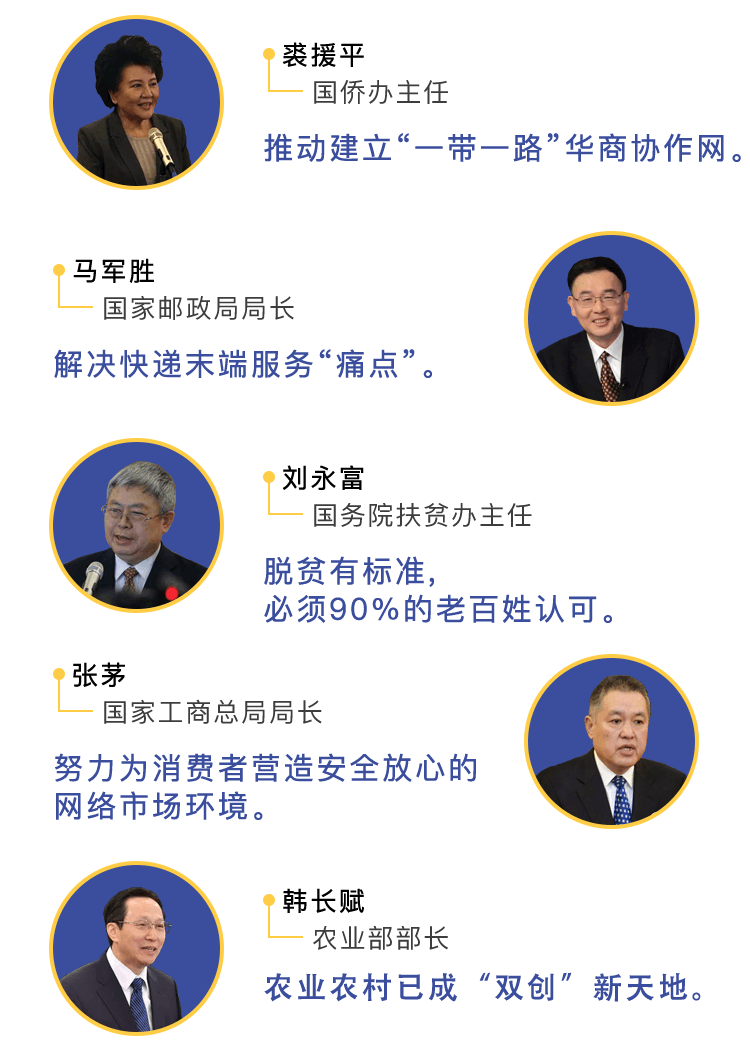 裘援平
国侨办主任
推动建立“一带一路”华商协作网。
马军胜
国家邮政局局长
解决快递末端服务“痛点”。
刘永富
国务院扶贫办主任
脱贫有标准,
必须90%的老百姓认可。
张茅
国家工商总局局长
努力为消费者营造安全放心的
网络市场环境。
韩长赋
农业部部长
农业农村已成“双创”新天地。